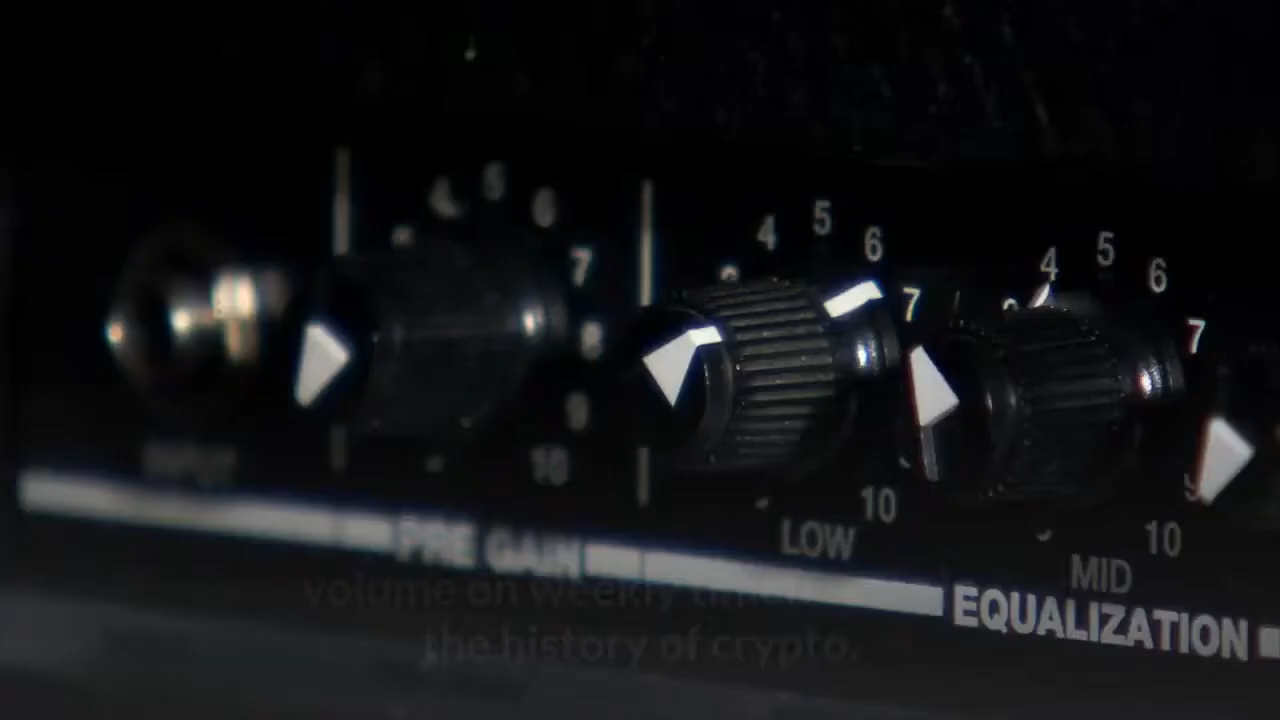 4 5 6
7
8
9
10
PRE GAIN
4 5 6
7
10
LOW
4 5 6
7
9
10
MID
EQUALIZATION
volume on weekly
the history of crypto.